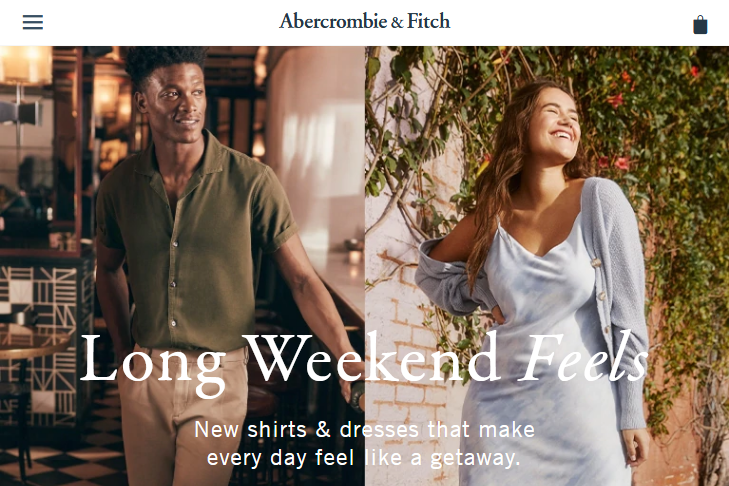 Abercrombie & Fitch
Long Weekend Feels
New shirts & dresses that make
every day feel like a getaway.